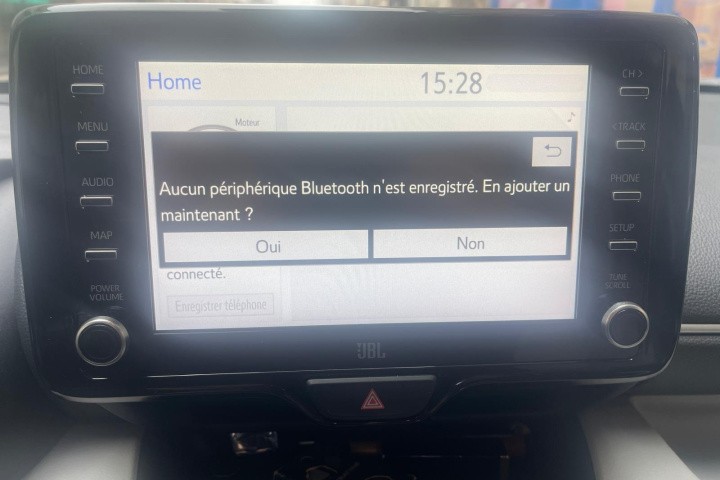 HOME
MENU
AUDIO
MAP
POWER
VOLUME
Home
15:28
Moteur
Aucun périphérique Bluetooth n'est enregistré. En ajouter un
maintenant ?
Oui
Non
connecté.
Enregistrer téléphone
CH >
< TRACK
PHONE
SETUP
TUNE
SCROLL
JBL